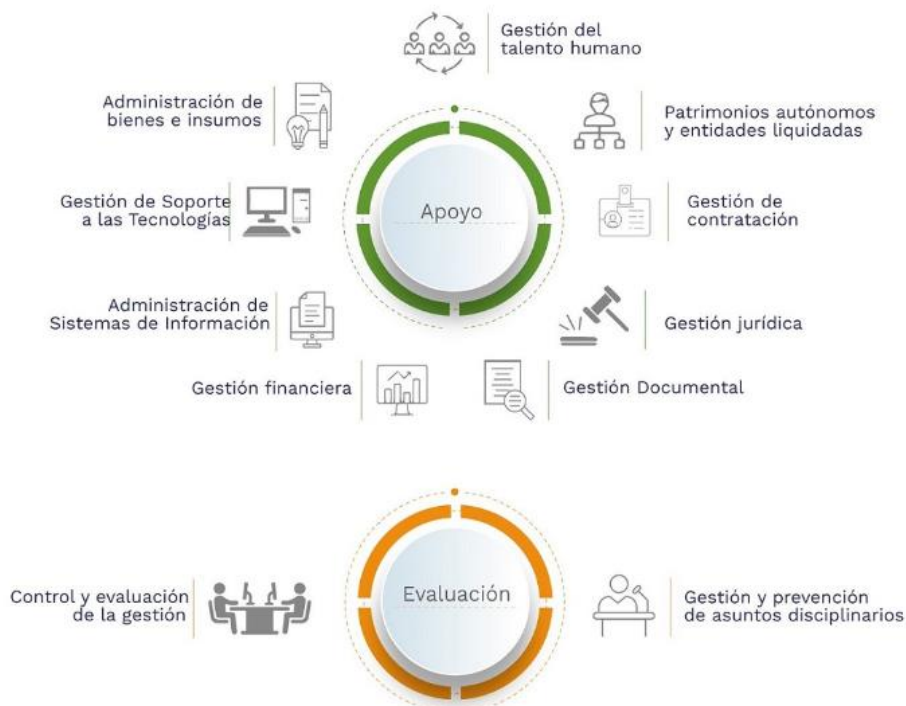 Gestión del
talento humano
Administración de
bienes e insumos
Patrimonios autónomos
y entidades liquidadas
Gestión de Soporte
a las Tecnologías
Apoyo
Gestión de
contratación
Administración de
Sistemas de Información
Gestión jurídica
Gestión financiera
Gestión Documental
Control y evaluación
de la gestión
Evaluación
Gestión y prevención
de asuntos disciplinarios